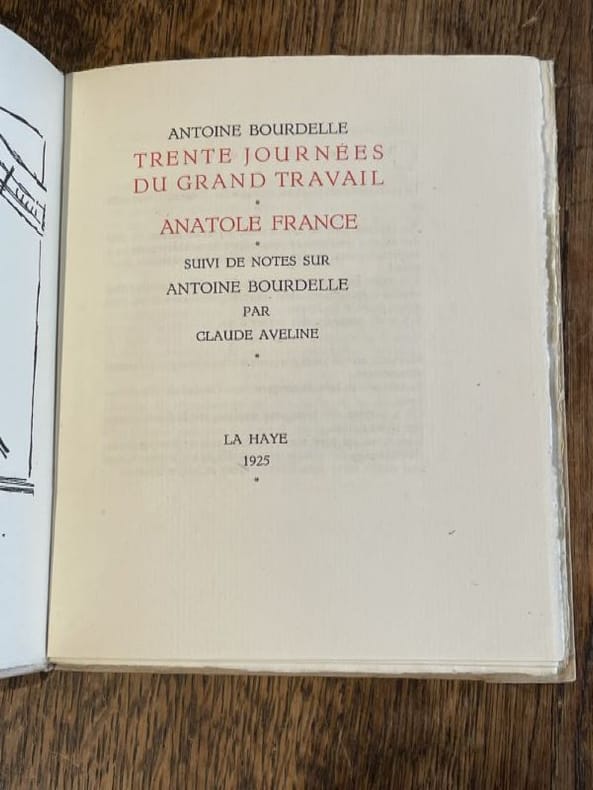 ANTOINE BOURDELLE
TRENTE JOURNÉES
DU GRAND TRAVAIL
*
ANATOLE FRANCE
*
SUIVI DE NOTES SUR
ANTOINE BOURDELLE
PAR
CLAUDE AVELINE
*
LA HAYE
1925
*